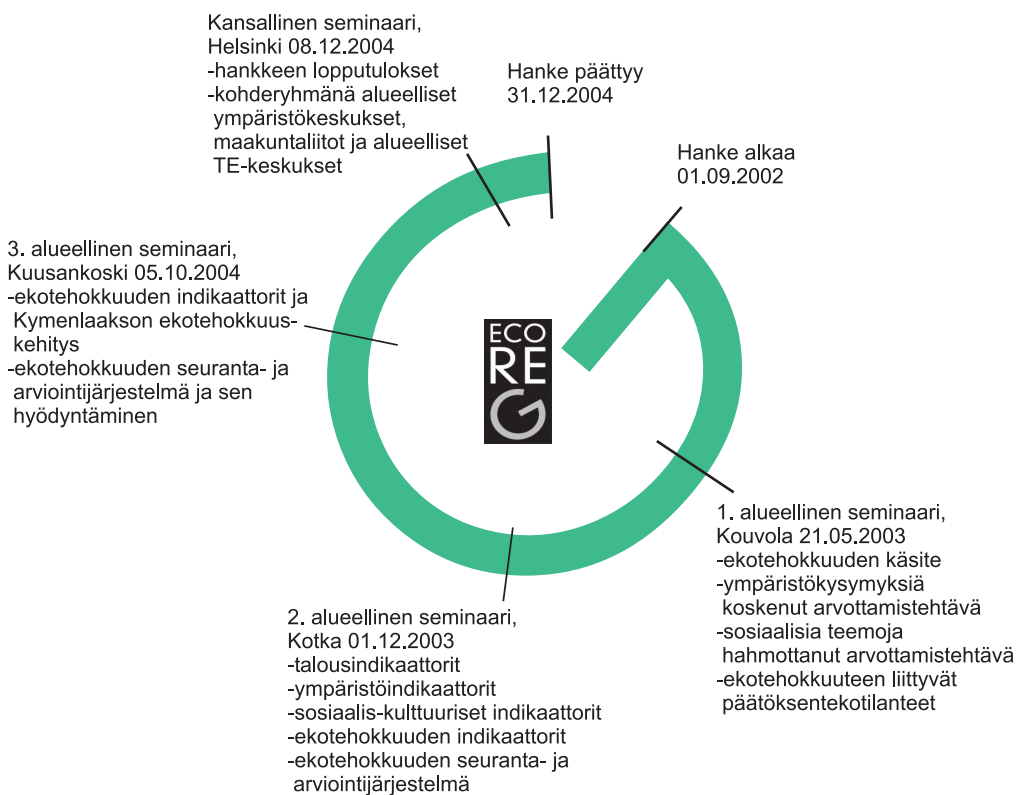 Kansallinen seminaari,
Helsinki 08.12.2004
-hankkeen lopputulokset
-kohderyhmänä alueelliset
ympäristökeskukset,
maakuntaliitot ja alueelliset
TE-keskukset
Hanke päättyy
31.12.2004
Hanke alkaa
01.09.2002
3. alueellinen seminaari,
Kuusankoski 05.10.2004
-ekotehokkuuden indikaattorit ja
Kymenlaakson ekotehokkuus-
kehitys
-ekotehokkuuden seuranta- ja
arviointijärjestelmä ja sen
hyödyntäminen
ECO
RE
G
1. alueellinen seminaari,
Kouvola 21.05.2003
-ekotehokkuuden käsite
-ympäristökysymyksiä
koskenut arvottamistehtävä
-sosiaalisia teemoja
hahmottanut arvottamistehtävä
-ekotehokkuuteen liittyvät
päätöksentekotilanteet
2. alueellinen seminaari,
Kotka 01.12.2003
-talousindikaattorit
-ympäristöindikaattorit
-sosiaalis-kulttuuriset indikaattorit
-ekotehokkuuden indikaattorit
-ekotehokkuuden seuranta- ja
arviointijärjestelmä